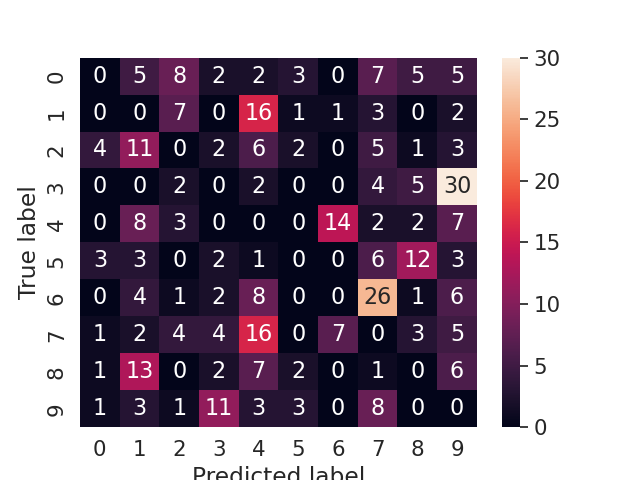 0 0 5 8 2 2 3 0 7 5 5
1 0 0 7 0 16 1 1 3 0 2
2 4 11 0 2 6 2 0 5 1 3
3 0 0 2 0 2 0 0 4 5 30
4 0 8 3 0 0 0 14 2 2 7
5 3 3 0 2 1 0 0 6 12 3
6 0 4 1 2 8 0 0 26 1 6
7 1 2 4 4 16 0 7 0 3 5
8 1 13 0 2 7 2 0 1 0 6
9 1 3 1 11 3 3 0 8 0 0
0 1 2 3 4 5 6 7 8 9
Predicted label
True label
30
25
20
15
10
5
0